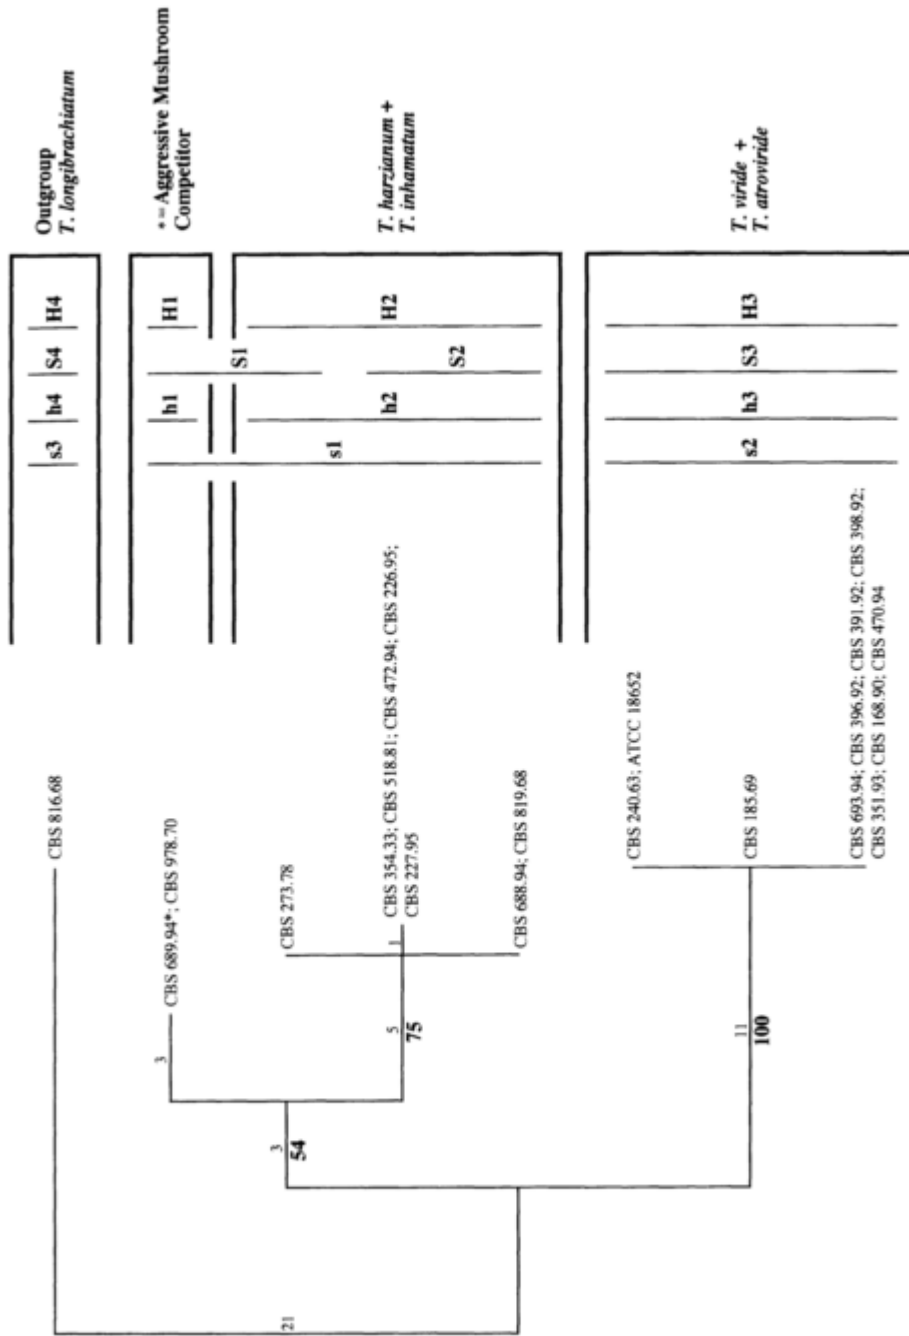 Outgroup
T. longibrachiatum
* = Aggressive Mushroom
Competitor
T. harzianum +
T. inhamatum
T. viride +
T. atroviride
s3 h4 S4 H4
h1 H1
S1
s1 h2 H2
S2
s2 h3 S3 H3
CBS 816.68
CBS 689.94*; CBS 978.70
CBS 273.78
CBS 354.33; CBS 518.81; CBS 472.94; CBS 226.95;
CBS 227.95
CBS 688.94; CBS 819.68
CBS 240.63; ATCC 18652
CBS 185.69
CBS 693.94; CBS 396.92; CBS 391.92; CBS 398.92;
CBS 351.93; CBS 168.90; CBS 470.94
3
1
5
75
3
54
11
100
21